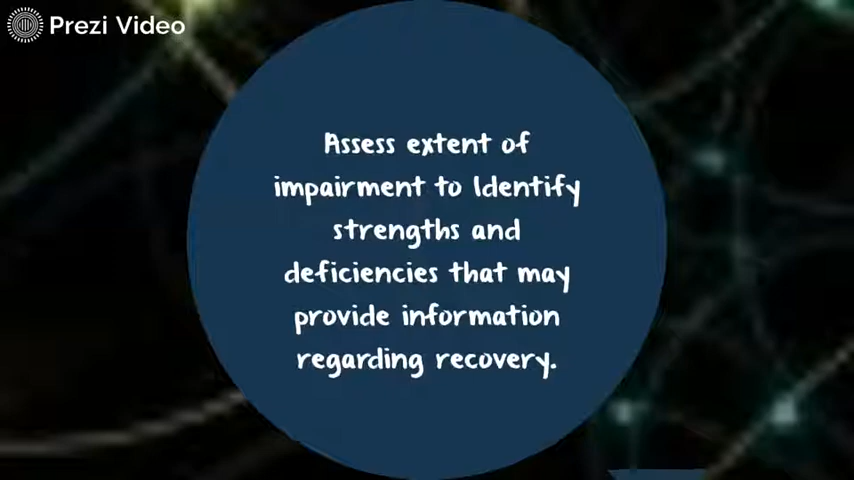 Prezi Video
Assess extent of
impairment to Identify
strengths and
deficiencies that may
provide information
regarding recovery.